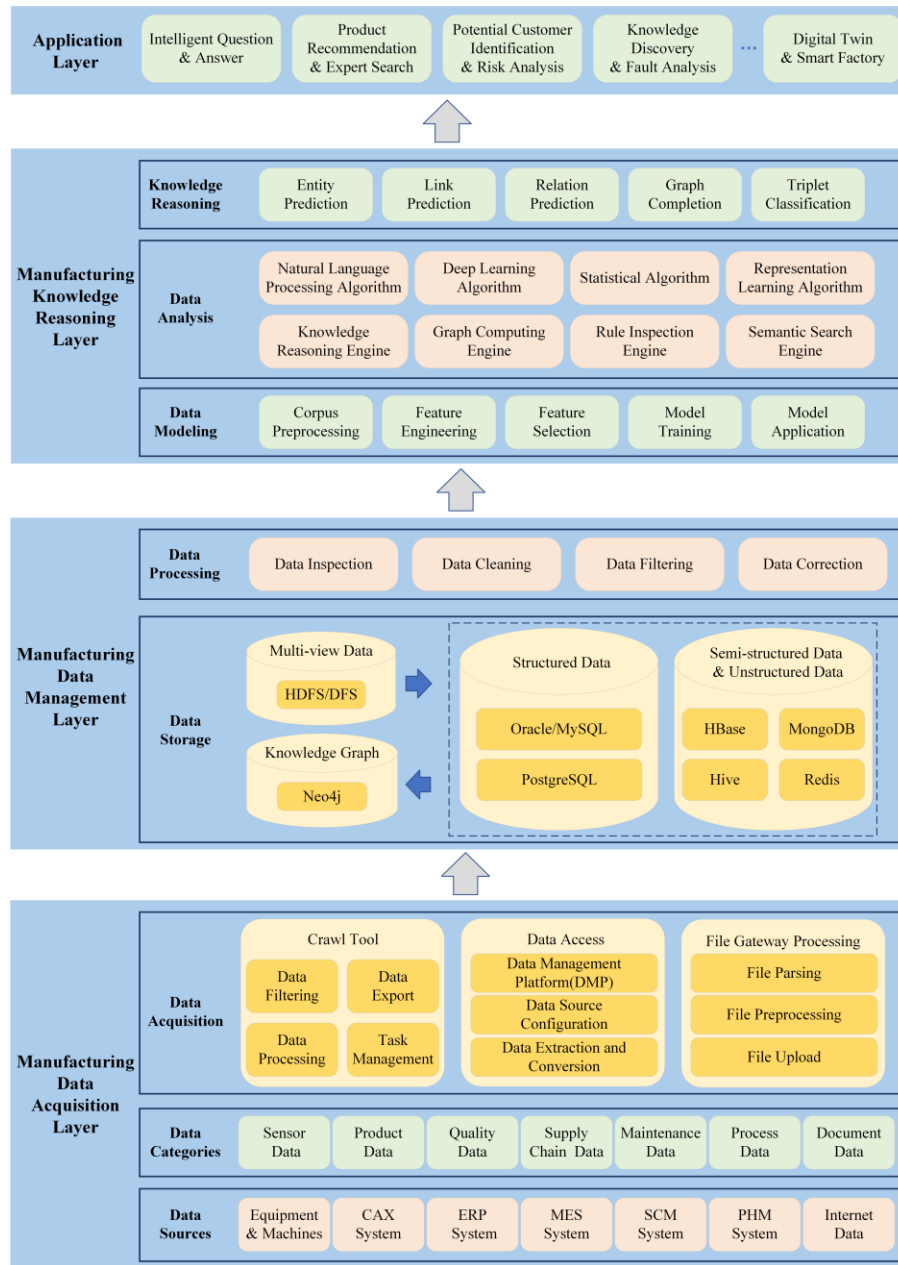 Application
Layer
Intelligent Question
& Answer
Product
Recommendation
& Expert Search
Potential Customer
Identification
& Risk Analysis
Knowledge
Discovery
& Fault Analysis
...
Digital Twin
& Smart Factory
Manufacturing
Knowledge
Reasoning
Layer
Knowledge
Reasoning
Entity
Prediction
Link
Prediction
Relation
Prediction
Graph
Completion
Triplet
Classification
Data
Analysis
Natural Language
Processing Algorithm
Deep Learning
Algorithm
Statistical Algorithm
Representation
Learning Algorithm
Knowledge
Reasoning Engine
Graph Computing
Engine
Rule Inspection
Engine
Semantic Search
Engine
Data
Modeling
Corpus
Preprocessing
Feature
Engineering
Feature
Selection
Model
Training
Model
Application
Manufacturing
Data
Management
Layer
Data
Processing
Data Inspection
Data Cleaning
Data Filtering
Data Correction
Data
Storage
Multi-view Data
HDFS/DFS
Knowledge Graph
Neo4j
Structured Data
Oracle/MySQL
PostgreSQL
Semi-structured Data
& Unstructured Data
HBase
MongoDB
Hive
Redis
Manufacturing
Data
Acquisition
Layer
Data
Acquisition
Crawl Tool
Data
Filtering
Data
Export
Data
Processing
Task
Management
Data Access
Data Management
Platform(DMP)
Data Source
Configuration
Data Extraction and
Conversion
File Gateway Processing
File Parsing
File Preprocessing
File Upload
Data
Categories
Sensor
Data
Product
Data
Quality
Data
Supply
Chain Data
Maintenance
Data
Process
Data
Document
Data
Data
Sources
Equipment
& Machines
CAX
System
ERP
System
MES
System
SCM
System
PHM
System
Internet
Data